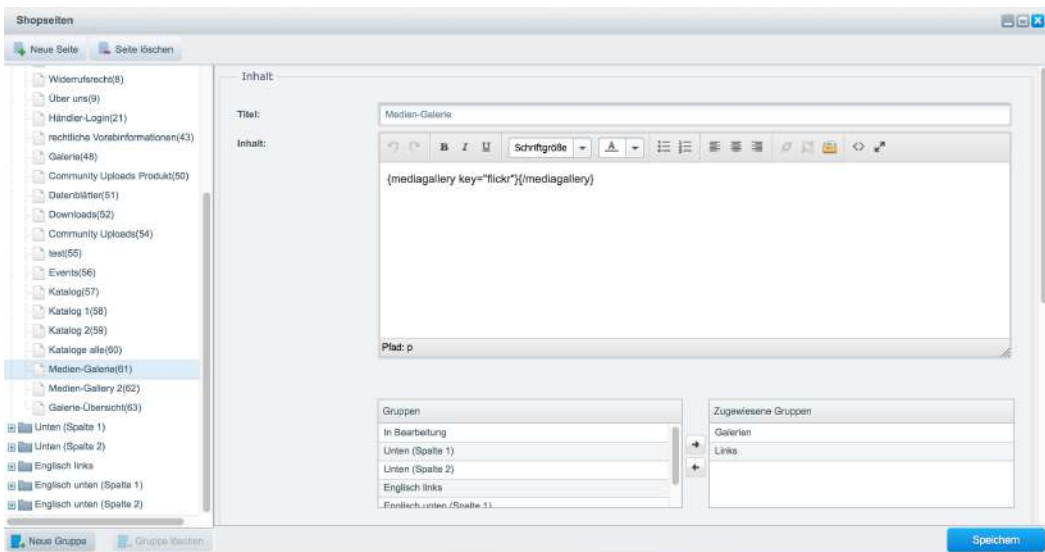 Shopseiten
Neue Seite Seite löschen
Widerrufsrecht(8)
Über uns(9)
Händler-Login(21)
rechtliche Vorabinformationen(43)
Galerie(48)
Community Uploads Produkt(50)
Datenblätter(51)
Downloads(52)
Community Uploads(54)
test(55)
Events(56)
Katalog(57)
Katalog 1(58)
Katalog 2(59)
Kataloge alle(60)
Medien-Galerie(61)
Medien-Gallery 2(62)
Galerie-Übersicht(63)
Unten (Spalte 1)
Unten (Spalte 2)
Englisch links
Englisch unten (Spalte 1)
Englisch unten (Spalte 2)
Neue Gruppe Gruppe löschen
Inhalt
Titel: Medien-Galerie
Inhalt:
B I U Schriftgröße A
{mediagallery key="flickr"}{/mediagallery}
Pfad: p
Gruppen
In Bearbeitung
Unten (Spalte 1)
Unten (Spalte 2)
Englisch links
Englisch unten (Spalte 1)
Zugewiesene Gruppen
Galerien
Links
Speichern